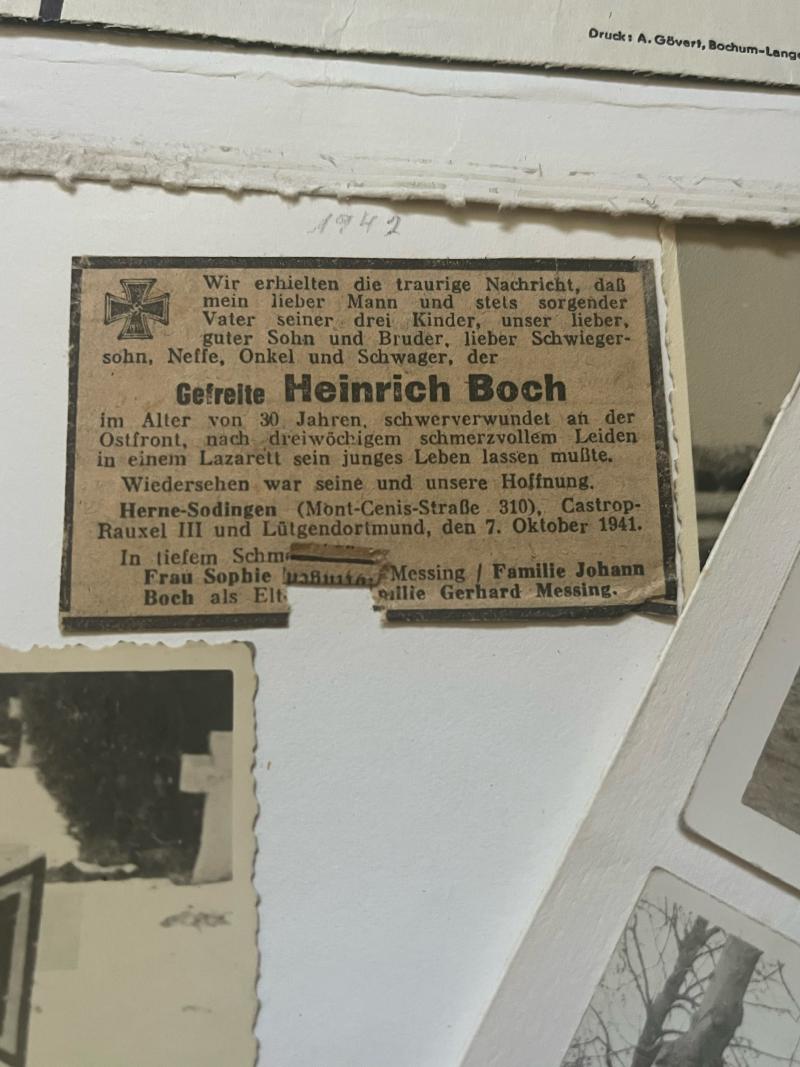 Druck: A. Gövert, Bochum-Lange
1942
Wir erhielten die traurige Nachricht, daß
mein lieber Mann und stets sorgender
Vater seiner drei Kinder, unser lieber,
guter Sohn und Bruder, lieber Schwieger-
sohn, Neffe, Onkel und Schwager, der
Gefreite Heinrich Boch
im Alter von 30 Jahren, schwerverwundet an der
Ostfront, nach dreiwöchigem schmerzvollem Leiden
in einem Lazarett sein junges Leben lassen mußte.
Wiedersehen war seine und unsere Hoffnung.
Herne-Sodingen (Mont-Cenis-Straße 310), Castrop-
Rauxel III und Lütgendortmund, den 7. Oktober 1941.
In tiefem Schm
Frau Sophie Messing / Familie Johann
Boch als Elt illie Gerhard Messing.